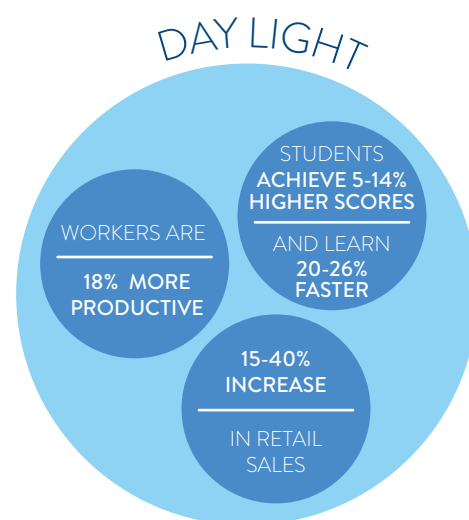 DAY LIGHT
STUDENTS
ACHIEVE 5-14%
HIGHER SCORES
AND LEARN
20-26%
FASTER
WORKERS ARE
18% MORE
PRODUCTIVE
15-40%
INCREASE
IN RETAIL
SALES